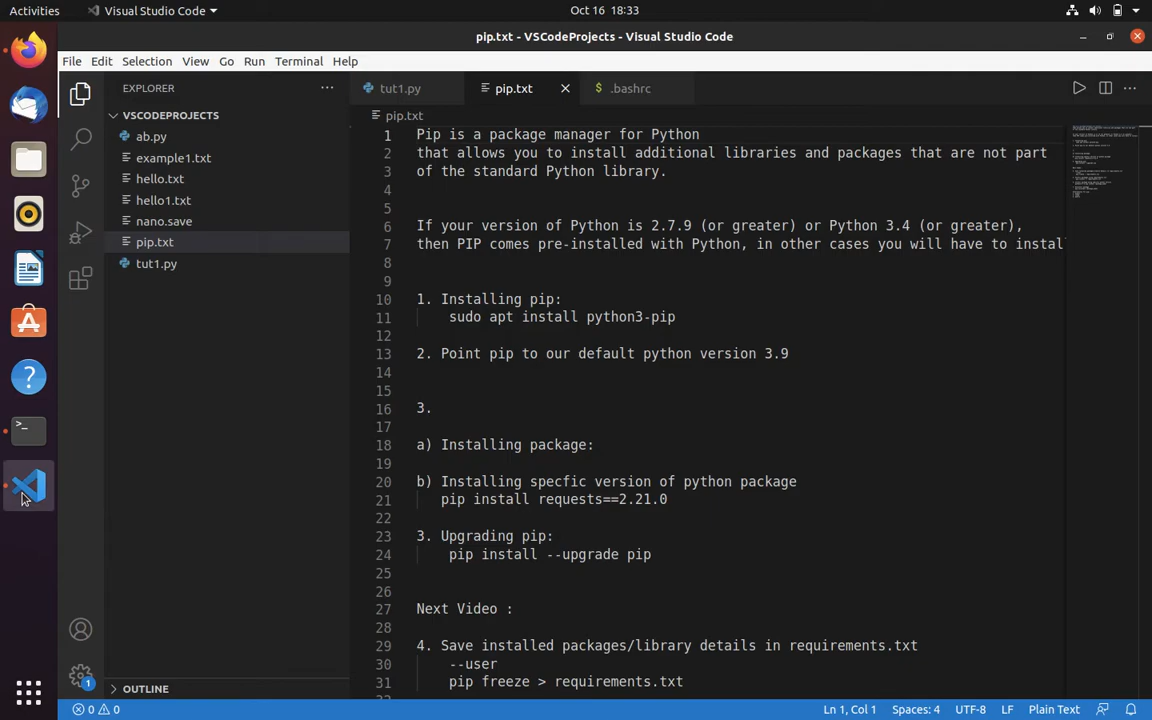 Activities
Visual Studio Code
Oct 16 18:33
pip.txt - VSCodeProjects - Visual Studio Code
File Edit Selection View Go Run Terminal Help
EXPLORER
VSCODEPROJECTS
ab.py
example1.txt
hello.txt
hello1.txt
nano.save
pip.txt
tut1.py
OUTLINE
tut1.py
pip.txt
$ .bashrc
pip.txt
1 Pip is a package manager for Python
2 that allows you to install additional libraries and packages that are not part
3 of the standard Python library.
4
5
6 If your version of Python is 2.7.9 (or greater) or Python 3.4 (or greater),
7 then PIP comes pre-installed with Python, in other cases you will have to instal
8
9
10 1. Installing pip:
11 sudo apt install python3-pip
12
13 2. Point pip to our default python version 3.9
14
15
16 3.
17
18 a) Installing package:
19
20 b) Installing specfic version of python package
21 pip install requests==2.21.0
22
23 3. Upgrading pip:
24 pip install --upgrade pip
25
26
27 Next Video :
28
29 4. Save installed packages/library details in requirements.txt
30 --user
31 pip freeze > requirements.txt
1
0 0
Ln 1, Col 1
Spaces: 4
UTF-8
LF
Plain Text